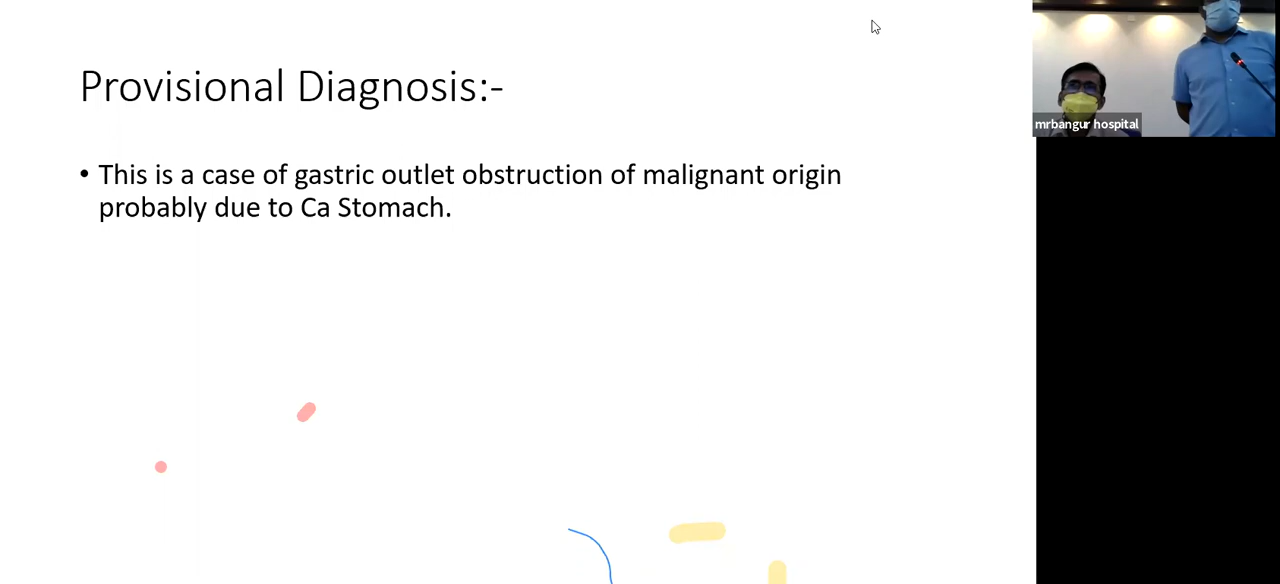 Provisional Diagnosis:-
• This is a case of gastric outlet obstruction of malignant origin
probably due to Ca Stomach.
mrbangur hospital